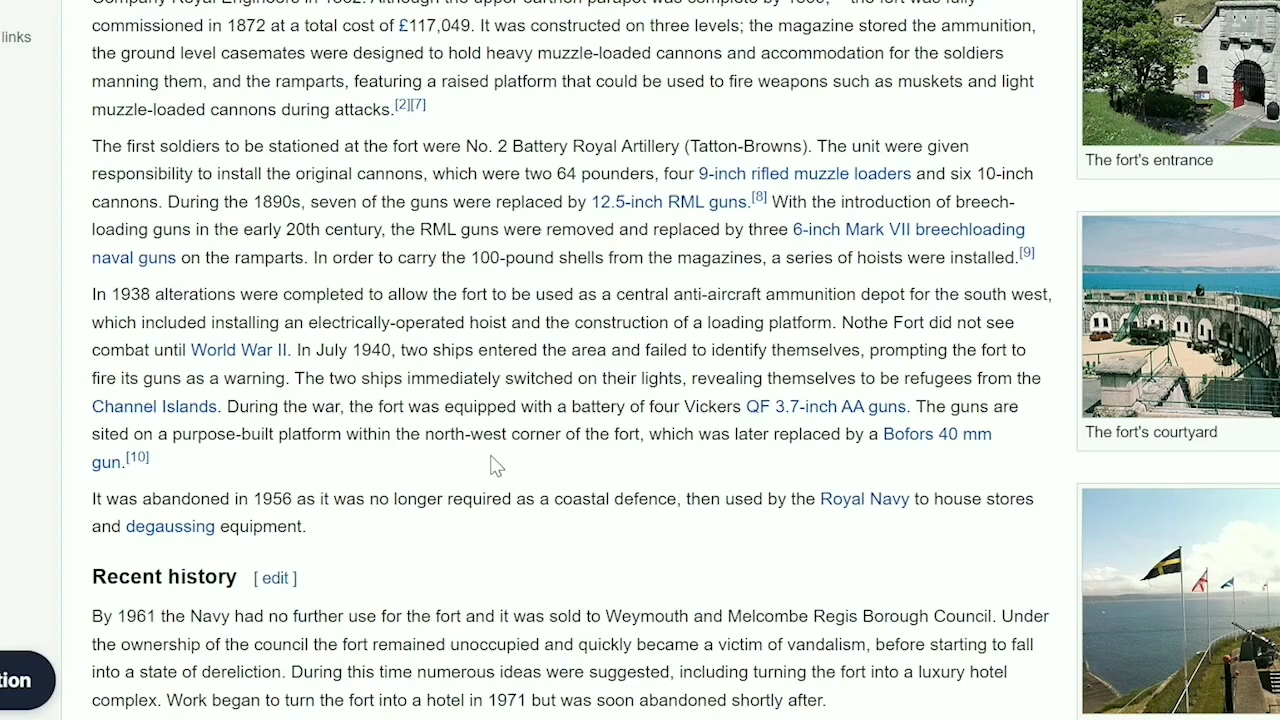 links
commissioned in 1872 at a total cost of £117,049. It was constructed on three levels; the magazine stored the ammunition,
the ground level casemates were designed to hold heavy muzzle-loaded cannons and accommodation for the soldiers
manning them, and the ramparts, featuring a raised platform that could be used to fire weapons such as muskets and light
muzzle-loaded cannons during attacks.[2][7]
The first soldiers to be stationed at the fort were No. 2 Battery Royal Artillery (Tatton-Browns). The unit were given
responsibility to install the original cannons, which were two 64 pounders, four 9-inch rifled muzzle loaders and six 10-inch
cannons. During the 1890s, seven of the guns were replaced by 12.5-inch RML guns.[8] With the introduction of breech-
loading guns in the early 20th century, the RML guns were removed and replaced by three 6-inch Mark VII breechloading
naval guns on the ramparts. In order to carry the 100-pound shells from the magazines, a series of hoists were installed.[9]
In 1938 alterations were completed to allow the fort to be used as a central anti-aircraft ammunition depot for the south west,
which included installing an electrically-operated hoist and the construction of a loading platform. Nothe Fort did not see
combat until World War II. In July 1940, two ships entered the area and failed to identify themselves, prompting the fort to
fire its guns as a warning. The two ships immediately switched on their lights, revealing themselves to be refugees from the
Channel Islands. During the war, the fort was equipped with a battery of four Vickers QF 3.7-inch AA guns. The guns are
sited on a purpose-built platform within the north-west corner of the fort, which was later replaced by a Bofors 40 mm
gun.[10]
It was abandoned in 1956 as it was no longer required as a coastal defence, then used by the Royal Navy to house stores
and degaussing equipment.
Recent history [ edit ]
By 1961 the Navy had no further use for the fort and it was sold to Weymouth and Melcombe Regis Borough Council. Under
the ownership of the council the fort remained unoccupied and quickly became a victim of vandalism, before starting to fall
into a state of dereliction. During this time numerous ideas were suggested, including turning the fort into a luxury hotel
complex. Work began to turn the fort into a hotel in 1971 but was soon abandoned shortly after.
tion
The fort's entrance
The fort's courtyard